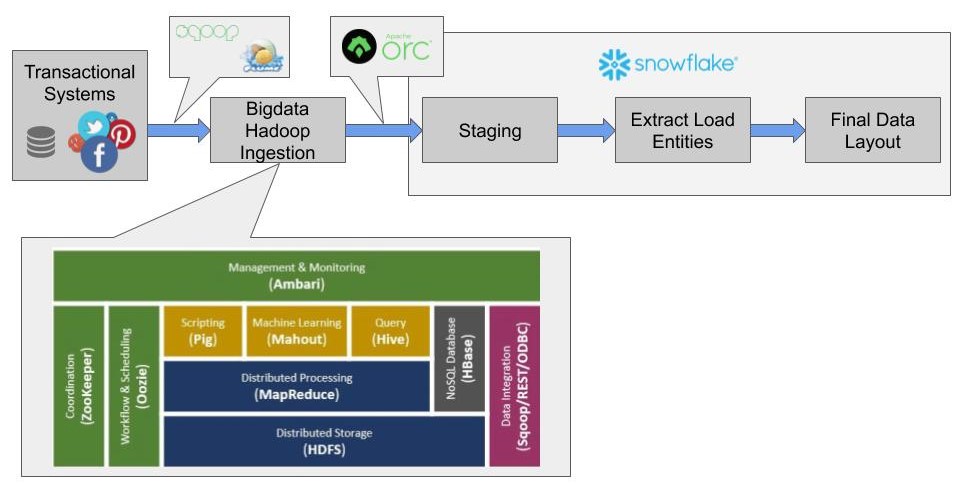 sqoop
Apache
orc
snowflake
Transactional
Systems
Bigdata
Hadoop
Ingestion
Staging
Extract Load
Entities
Final Data
Layout
Management & Monitoring
(Ambari)
Coordination
(ZooKeeper)
Workflow & Scheduling
(Oozie)
Scripting
(Pig)
Machine Learning
(Mahout)
Query
(Hive)
NoSQL Database
(HBase)
Data Integration
(Sqoop/REST/ODBC)
Distributed Processing
(MapReduce)
Distributed Storage
(HDFS)